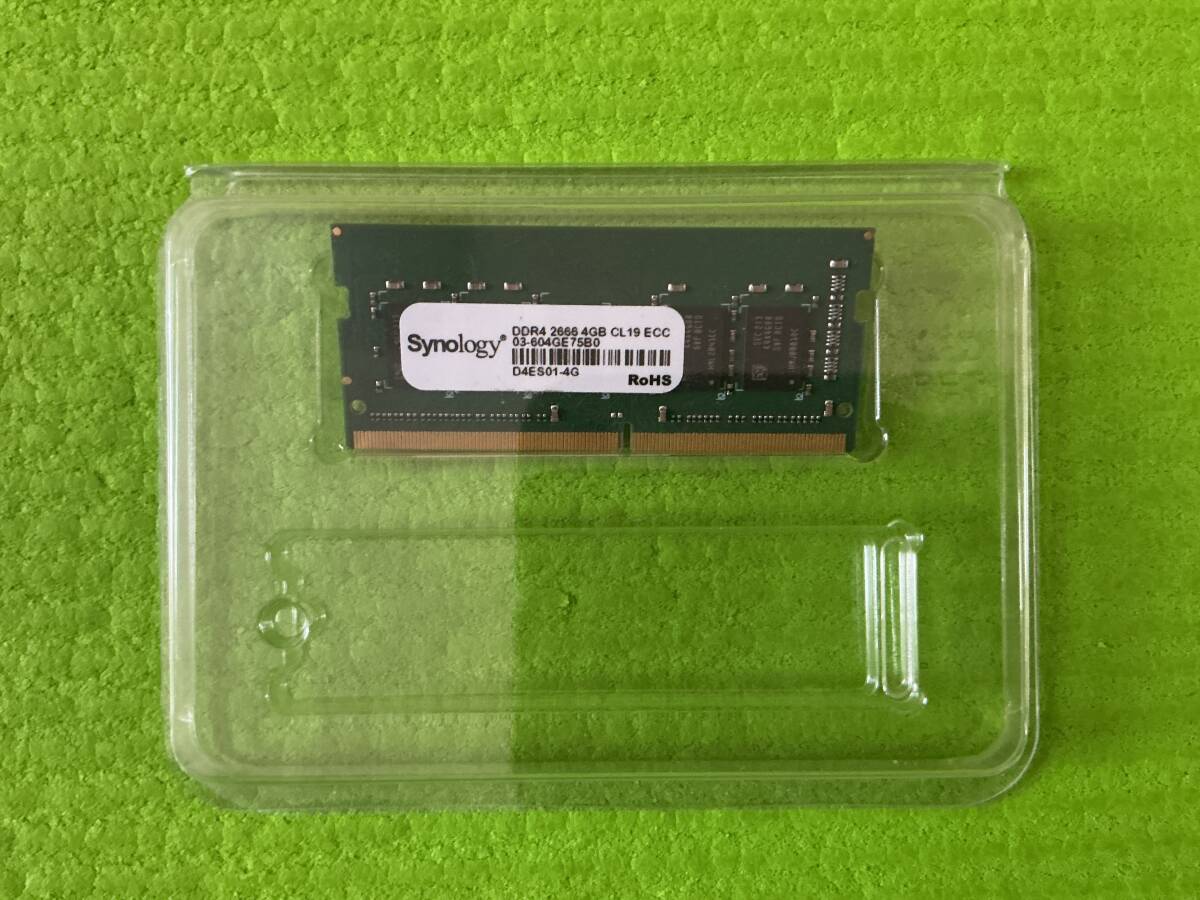 Synology®
DDR4 2666 4GB CL19 ECC
03-604GE75B0
D4ES01-4G
RoHS